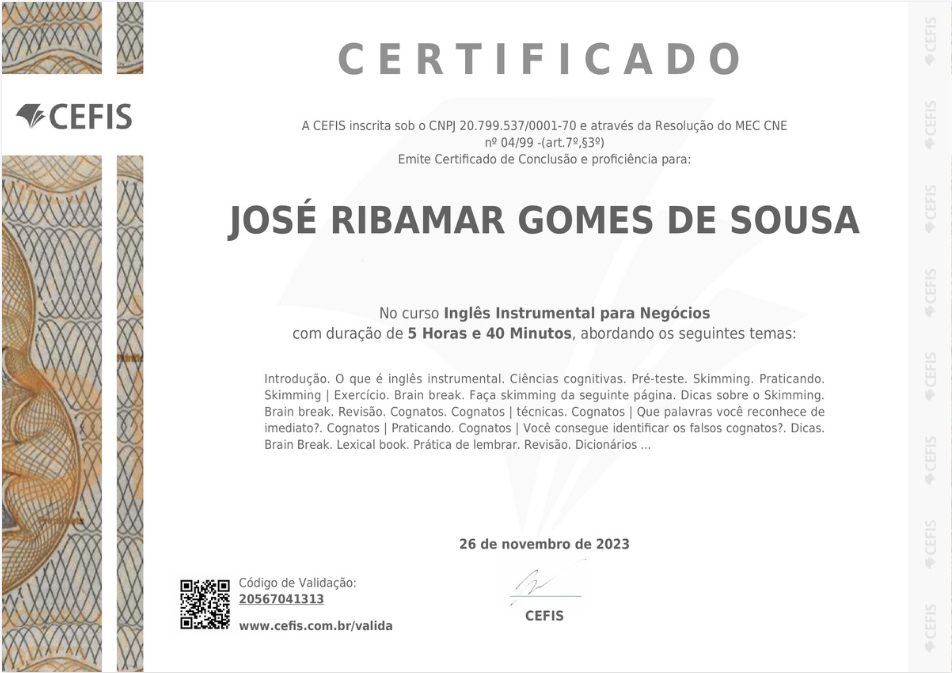 CERTIFICADO
CEFIS
A CEFIS inscrita sob o CNPJ 20.799.537/0001-70 e através da Resolução do MEC CNE
nº 04/99 -(art.7º,§3º)
Emite Certificado de Conclusão e proficiência para:
JOSÉ RIBAMAR GOMES DE SOUSA
No curso Inglês Instrumental para Negócios
com duração de 5 Horas e 40 Minutos, abordando os seguintes temas:
Introdução. O que é inglês instrumental. Ciências cognitivas. Pré-teste. Skimming. Praticando.
Skimming | Exercício. Brain break. Faça skimming da seguinte página. Dicas sobre o Skimming.
Brain break. Revisão. Cognatos. Cognatos | técnicas. Cognatos | Que palavras você reconhece de
imediato?. Cognatos | Praticando. Cognatos | Você consegue identificar os falsos cognatos?. Dicas.
Brain Break. Lexical book. Prática de lembrar. Revisão. Dicionários ...
26 de novembro de 2023
Código de Validação:
20567041313
www.cefis.com.br/valida
CEFIS
CEFIS
CEFIS
CEFIS
CEFIS
CEFIS
CEFIS
CEFIS
CEFIS